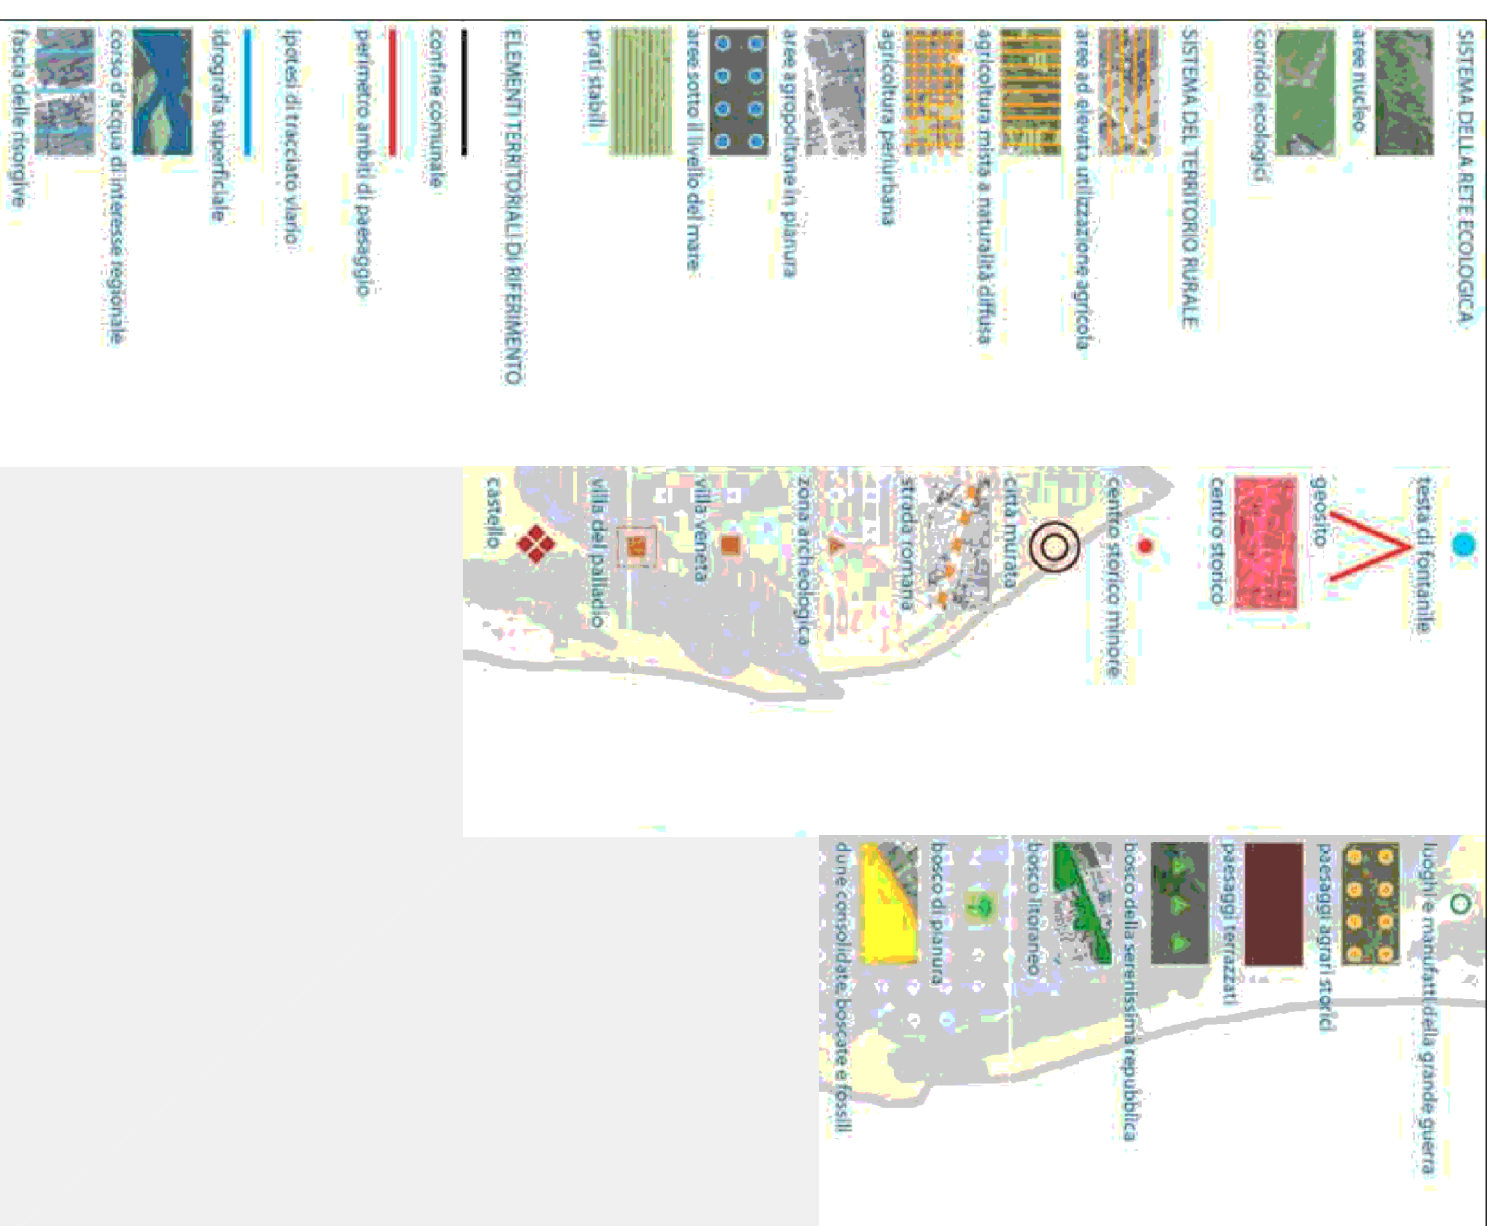 SISTEMA DELLA RETE ECOLOGICA
aree nucleo
corridoi ecologici
SISTEMA DEL TERRITORIO RURALE
aree ad elevata utilizzazione agricola
agricoltura mista a naturalità diffusa
agricoltura periurbana
aree agropolitane in pianura
aree sotto il livello del mare
prati stabili
ELEMENTI TERRITORIALI DI RIFERIMENTO
confine comunale
perimetro ambiti di paesaggio
ipotesi di tracciato viario
idrografia superficiale
corso d'acqua di interesse regionale
fascia delle risorgive
testa di fontanile
geosito
centro storico
centro storico minore
città murata
strada romana
zona archeologica
villa veneta
villa del palladio
castello
luoghi e manufatti della grande guerra
paesaggi agrari storici
paesaggi terrazzati
bosco della serenissima repubblica
bosco litoraneo
bosco di pianura
dune consolidate, boscate e fossili